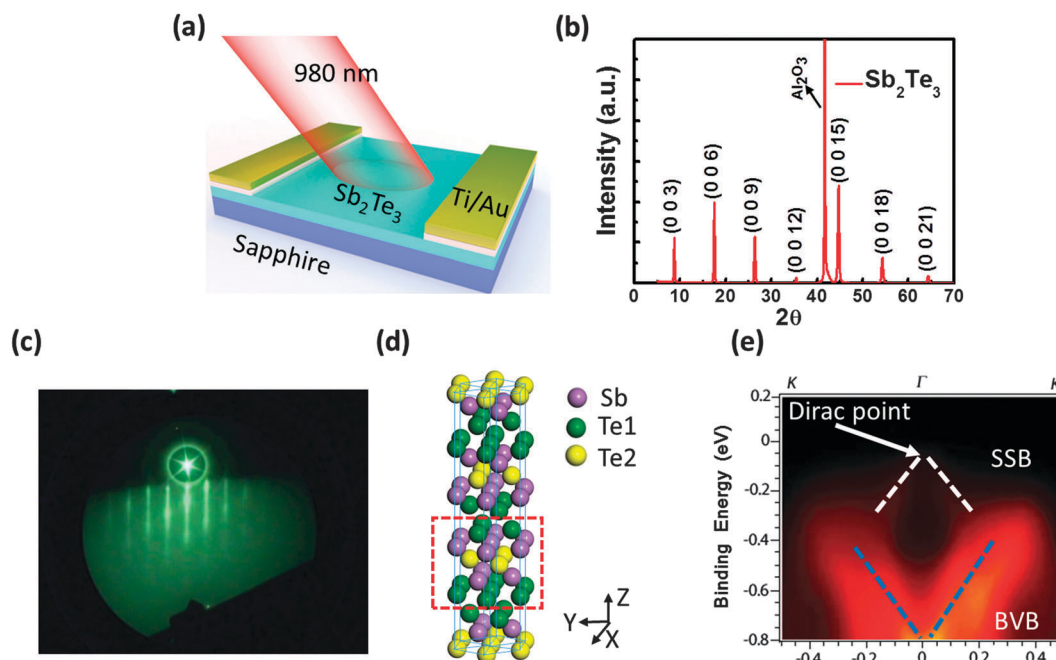 (a)
980 nm
Sb₂Te₃
Ti/Au
Sapphire
(b)
Intensity (a.u.)
Al₂O₃
Sb₂Te₃
(0 0 3)
(0 0 6)
(0 0 9)
(0 0 12)
(0 0 15)
(0 0 18)
(0 0 21)
0 10 20 30 40 50 60 70
2θ
(c)
(d)
Sb
Te1
Te2
Z
Y
X
(e)
K Γ K
Binding Energy (eV)
0.2
0
-0.2
-0.4
-0.6
-0.8
Dirac point
SSB
BVB
-0.4 -0.2 0 0.2 0.4